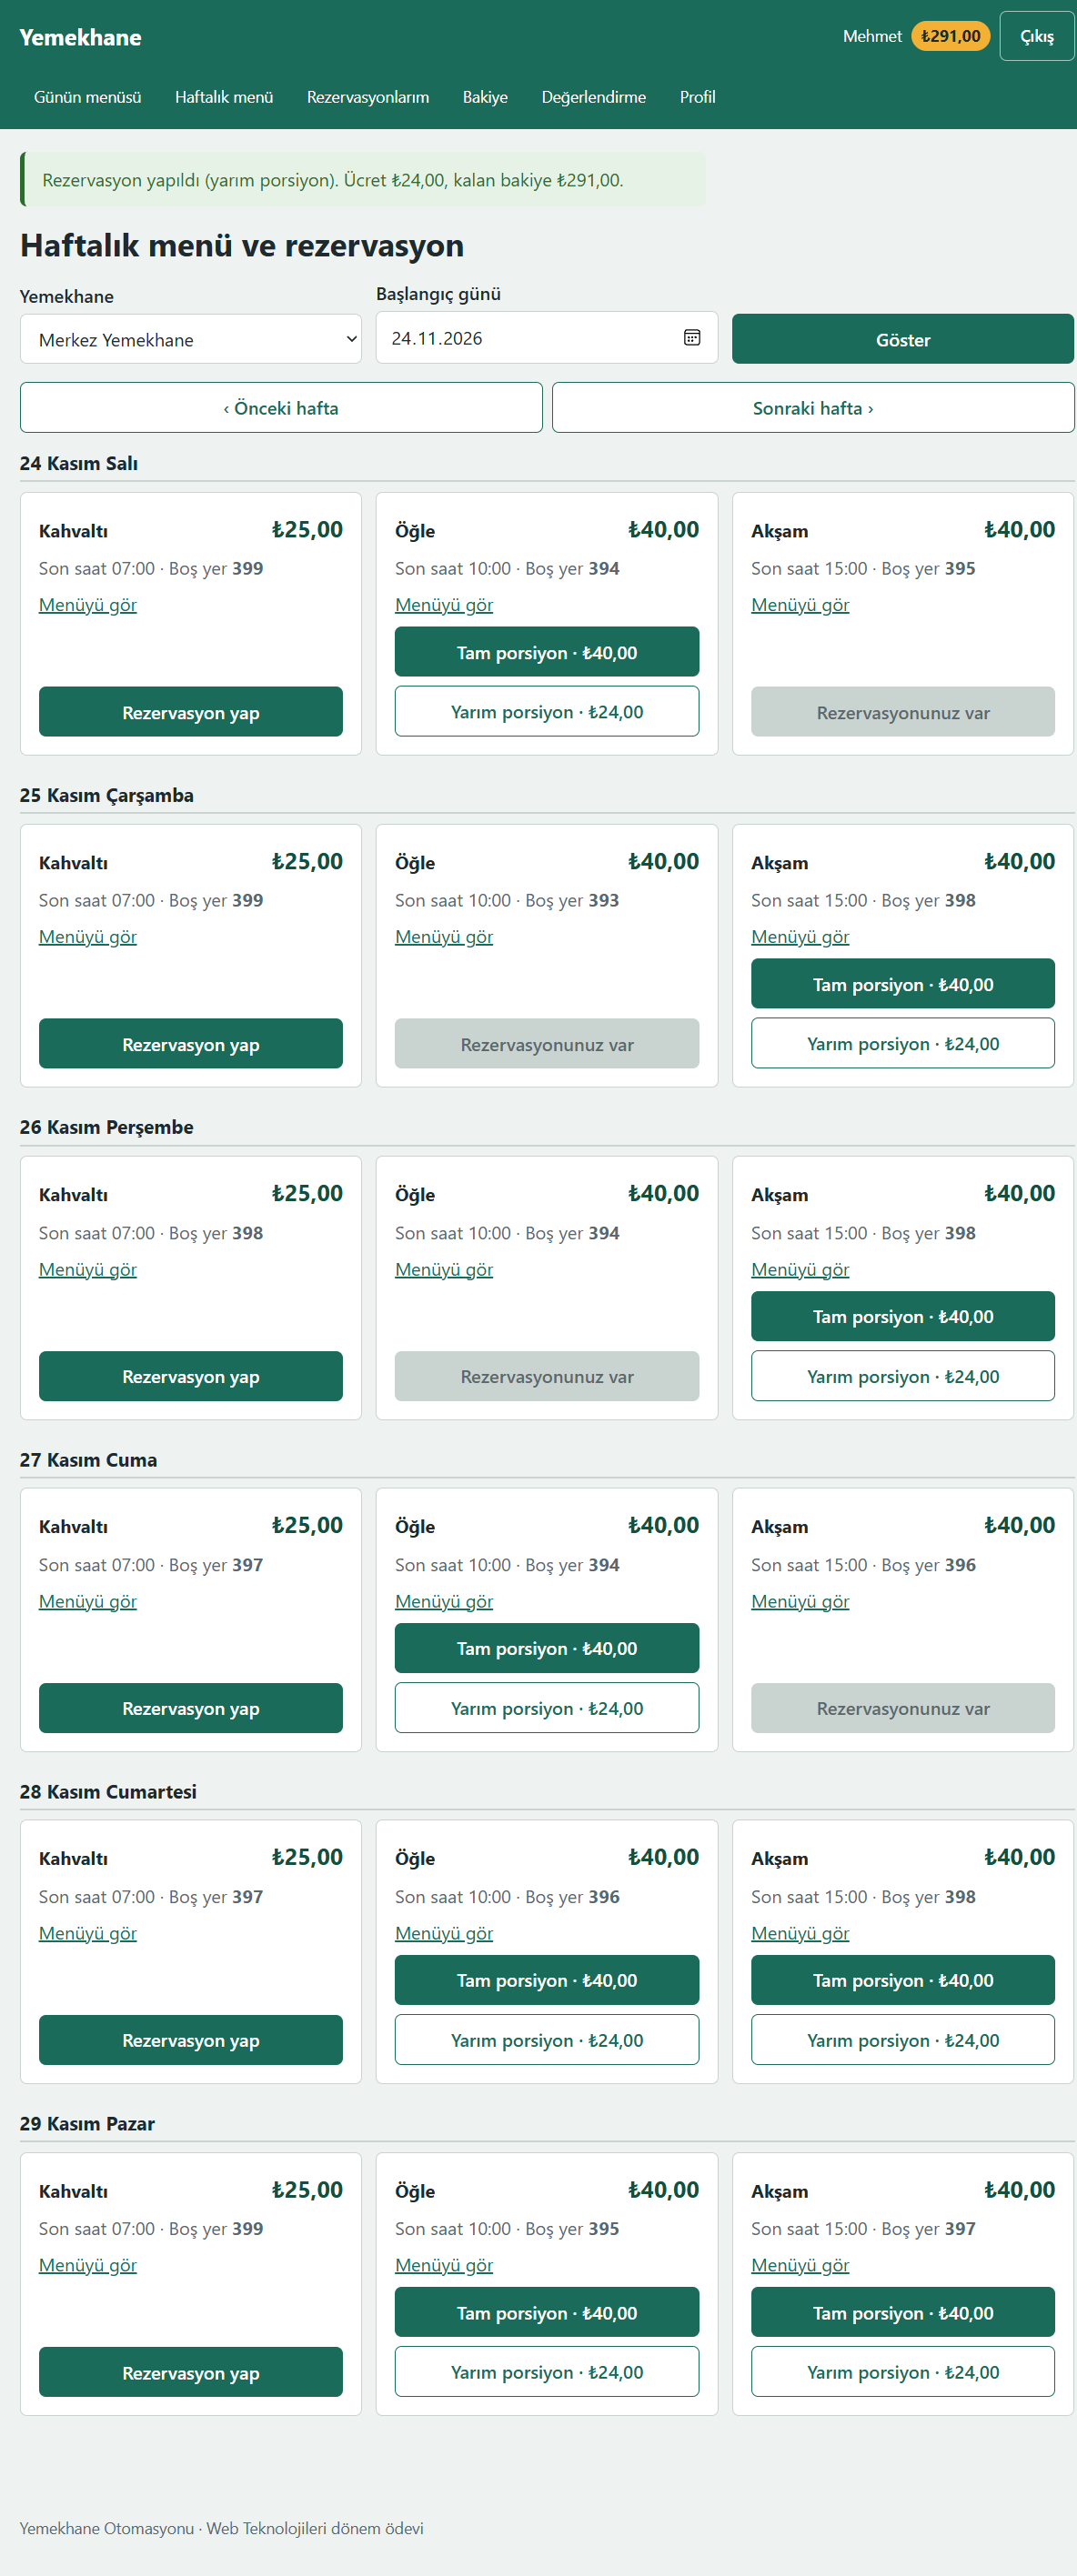 Yemekhane
Mehmet ₺291,00 Çıkış
Günün menüsü Haftalık menü Rezervasyonlarım Bakiye Değerlendirme Profil
Rezervasyon yapıldı (yarım porsiyon). Ücret ₺24,00, kalan bakiye ₺291,00.
Haftalık menü ve rezervasyon
Yemekhane
Başlangıç günü
Merkez Yemekhane
24.11.2026
Göster
‹ Önceki hafta
Sonraki hafta ›
24 Kasım Salı
Kahvaltı ₺25,00
Son saat 07:00 · Boş yer 399
Menüyü gör
Rezervasyon yap
Öğle ₺40,00
Son saat 10:00 · Boş yer 394
Menüyü gör
Tam porsiyon · ₺40,00
Yarım porsiyon · ₺24,00
Akşam ₺40,00
Son saat 15:00 · Boş yer 395
Menüyü gör
Rezervasyonunuz var
25 Kasım Çarşamba
Kahvaltı ₺25,00
Son saat 07:00 · Boş yer 399
Menüyü gör
Rezervasyon yap
Öğle ₺40,00
Son saat 10:00 · Boş yer 393
Menüyü gör
Rezervasyonunuz var
Akşam ₺40,00
Son saat 15:00 · Boş yer 398
Menüyü gör
Tam porsiyon · ₺40,00
Yarım porsiyon · ₺24,00
26 Kasım Perşembe
Kahvaltı ₺25,00
Son saat 07:00 · Boş yer 398
Menüyü gör
Rezervasyon yap
Öğle ₺40,00
Son saat 10:00 · Boş yer 394
Menüyü gör
Rezervasyonunuz var
Akşam ₺40,00
Son saat 15:00 · Boş yer 398
Menüyü gör
Tam porsiyon · ₺40,00
Yarım porsiyon · ₺24,00
27 Kasım Cuma
Kahvaltı ₺25,00
Son saat 07:00 · Boş yer 397
Menüyü gör
Rezervasyon yap
Öğle ₺40,00
Son saat 10:00 · Boş yer 394
Menüyü gör
Tam porsiyon · ₺40,00
Yarım porsiyon · ₺24,00
Akşam ₺40,00
Son saat 15:00 · Boş yer 396
Menüyü gör
Rezervasyonunuz var
28 Kasım Cumartesi
Kahvaltı ₺25,00
Son saat 07:00 · Boş yer 397
Menüyü gör
Rezervasyon yap
Öğle ₺40,00
Son saat 10:00 · Boş yer 396
Menüyü gör
Tam porsiyon · ₺40,00
Yarım porsiyon · ₺24,00
Akşam ₺40,00
Son saat 15:00 · Boş yer 398
Menüyü gör
Tam porsiyon · ₺40,00
Yarım porsiyon · ₺24,00
29 Kasım Pazar
Kahvaltı ₺25,00
Son saat 07:00 · Boş yer 399
Menüyü gör
Rezervasyon yap
Öğle ₺40,00
Son saat 10:00 · Boş yer 395
Menüyü gör
Tam porsiyon · ₺40,00
Yarım porsiyon · ₺24,00
Akşam ₺40,00
Son saat 15:00 · Boş yer 397
Menüyü gör
Tam porsiyon · ₺40,00
Yarım porsiyon · ₺24,00
Yemekhane Otomasyonu · Web Teknolojileri dönem ödevi